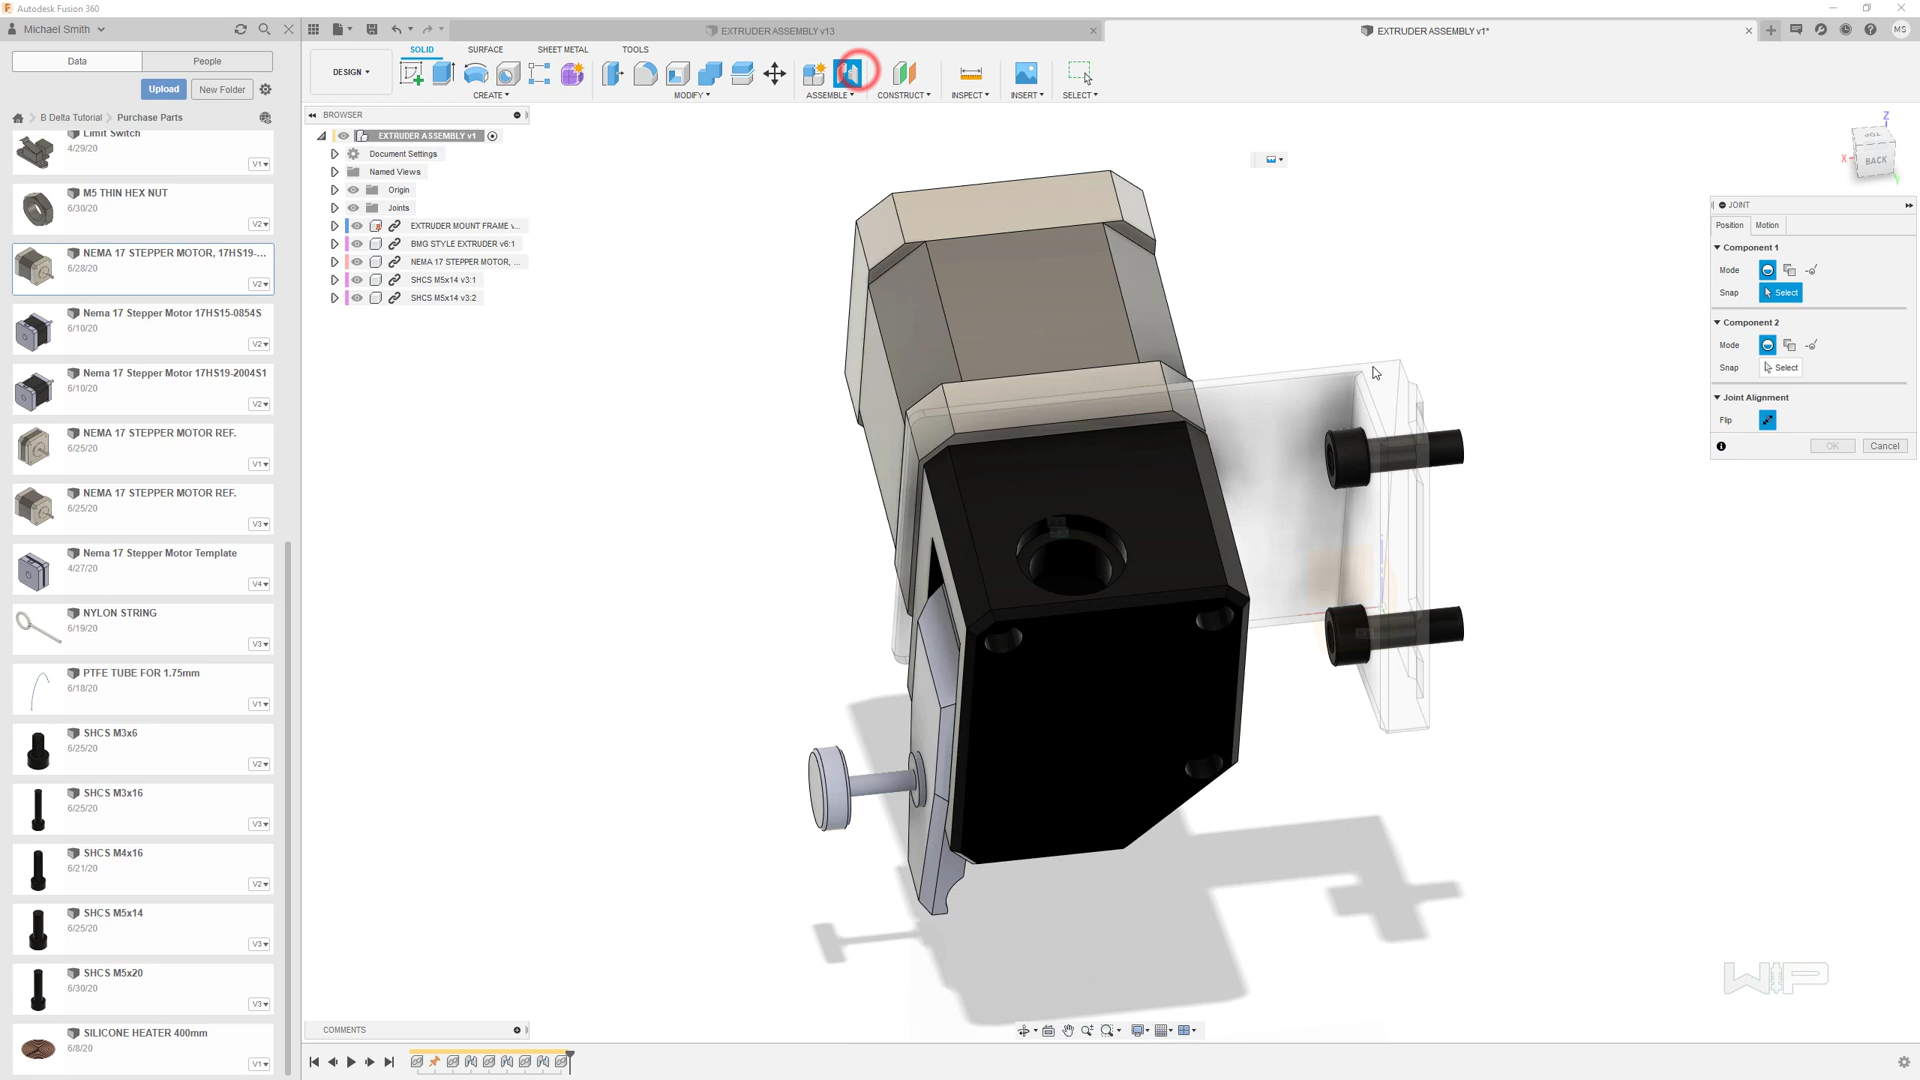 Autodesk Fusion 360
Michael Smith
EXTRUDER ASSEMBLY v13
EXTRUDER ASSEMBLY v1*
MS
Data
People
Upload
New Folder
B Delta Tutorial
Purchase Parts
DESIGN
SOLID
SURFACE
SHEET METAL
TOOLS
CREATE
MODIFY
ASSEMBLE
CONSTRUCT
INSPECT
INSERT
SELECT
Limit Switch
4/29/20
V1
M5 THIN HEX NUT
6/30/20
V2
NEMA 17 STEPPER MOTOR, 17HS19-...
6/28/20
V2
Nema 17 Stepper Motor 17HS15-0854S
6/10/20
V2
Nema 17 Stepper Motor 17HS19-2004S1
6/10/20
V2
NEMA 17 STEPPER MOTOR REF.
6/25/20
V1
NEMA 17 STEPPER MOTOR REF.
6/25/20
V3
Nema 17 Stepper Motor Template
4/27/20
V4
NYLON STRING
6/19/20
V3
PTFE TUBE FOR 1.75mm
6/18/20
V1
SHCS M3x6
6/25/20
V2
SHCS M3x16
6/25/20
V3
SHCS M4x16
6/21/20
V2
SHCS M5x14
6/25/20
V3
SHCS M5x20
6/30/20
V3
SILICONE HEATER 400mm
6/8/20
V1
BROWSER
EXTRUDER ASSEMBLY v1
Document Settings
Named Views
Origin
Joints
EXTRUDER MOUNT FRAME v...
BMG STYLE EXTRUDER v6:1
NEMA 17 STEPPER MOTOR, ...
SHCS M5x14 v3:1
SHCS M5x14 v3:2
Z
TOP
X
BACK
Y
JOINT
Position
Motion
Component 1
Mode
Snap
Select
Component 2
Mode
Snap
Select
Joint Alignment
Flip
OK
Cancel
WIP
COMMENTS